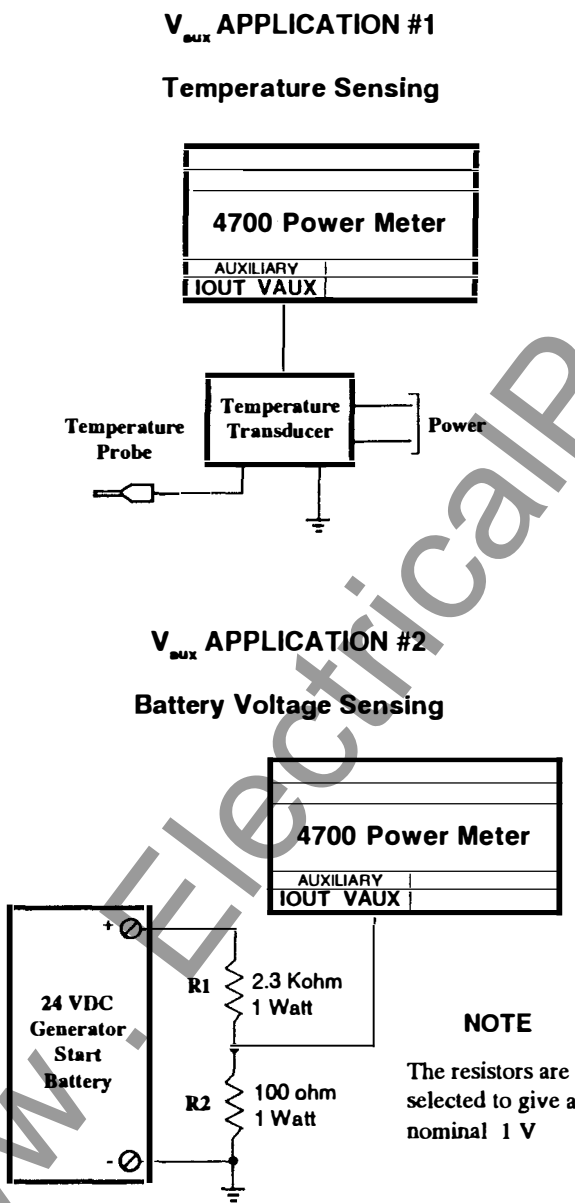 Vaux APPLICATION #1
Temperature Sensing
4700 Power Meter
AUXILIARY
IOUT VAUX
Temperature
Transducer
Power
Temperature
Probe
Vaux APPLICATION #2
Battery Voltage Sensing
4700 Power Meter
AUXILIARY
IOUT VAUX
+
24 VDC
Generator
Start
Battery
-
R1
2.3 Kohm
1 Watt
R2
100 ohm
1 Watt
NOTE
The resistors are
selected to give a
nominal 1 V
w . ElectricalP